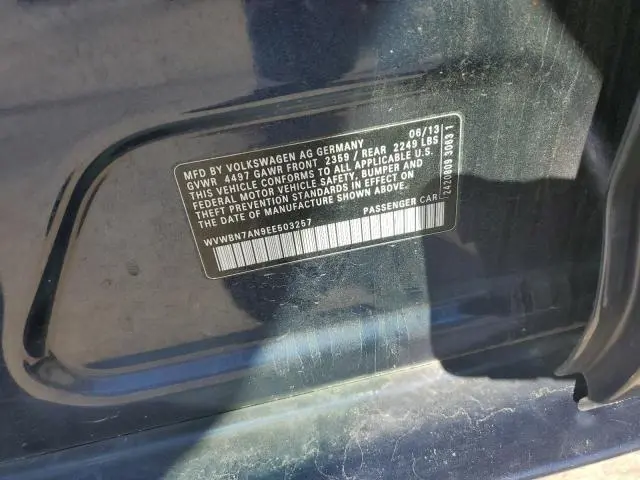 06/13
MFD BY VOLKSWAGEN AG GERMANY
GVWR 4497 GAWR FRONT 2359 / REAR 2249 LBS
THIS VEHICLE CONFORMS TO ALL APPLICABLE U.S.
FEDERAL MOTOR VEHICLE SAFETY, BUMPER AND
THEFT PREVENTION STANDARDS IN EFFECT ON
THE DATE OF MANUFACTURE SHOWN ABOVE.
WVWBN7AN9EE503257 PASSENGER CAR